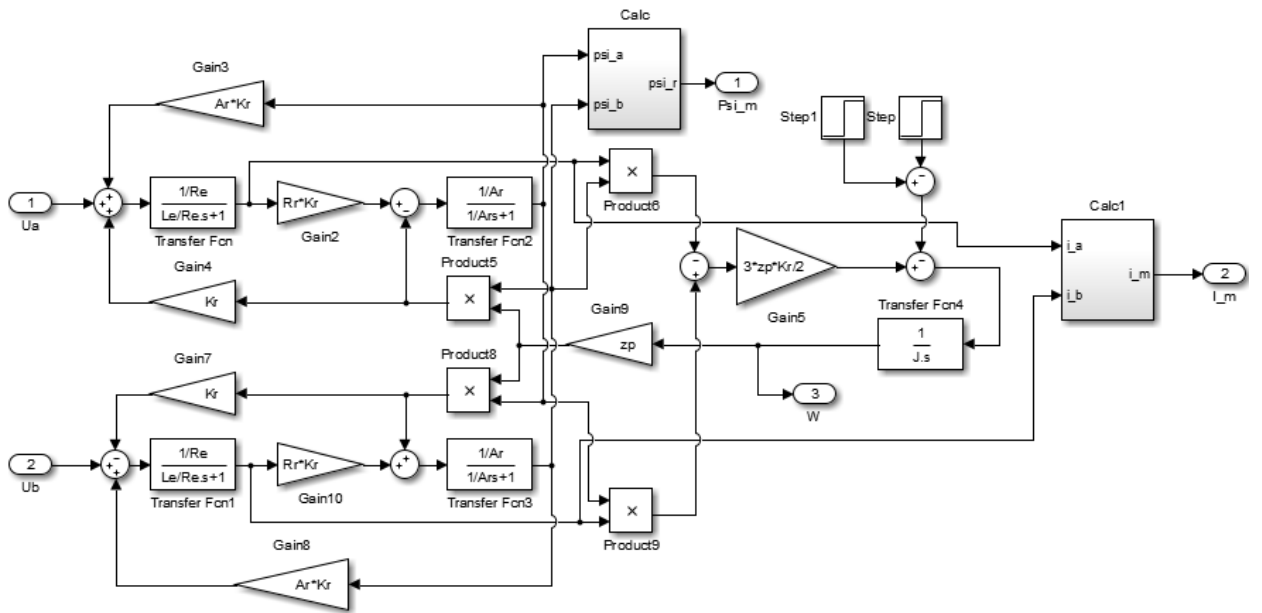 Calc
psi_a
psi_b
psi_r
1
Psi_m
Gain3
Ar*Kr
Step1
Step
1
Ua
1/Re
Le/Re.s+1
Transfer Fcn
Rr*Kr
Gain2
1/Ar
1/Ars+1
Transfer Fcn2
×
Product6
Gain4
Kr
Product5
×
3*zp*Kr/2
Gain5
Calc1
i_a
i_b
i_m
2
I_m
Transfer Fcn4
1
J.s
Gain9
zp
3
W
Gain7
Kr
Product8
×
2
Ub
1/Re
Le/Re.s+1
Transfer Fcn1
Rr*Kr
Gain10
1/Ar
1/Ars+1
Transfer Fcn3
×
Product9
Gain8
Ar*Kr